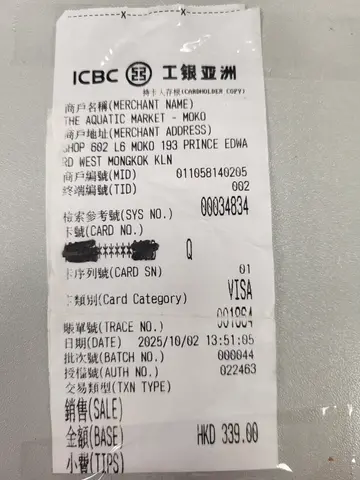 ICBC 工银亚洲
持卡人存根(CARDHOLDER COPY)
商戶名稱(MERCHANT NAME)
THE AQUATIC MARKET - MOKO
商戶地址(MERCHANT ADDRESS)
SHOP 602 L6 MOKO 193 PRINCE EDWA
RD WEST MONGKOK KLN
商戶編號(MID) 011058140205
終端編號(TID) 002
檢索參考號(SYS NO.) 00034834
卡號(CARD NO.)
Q
卡序列號(CARD SN) 01
卡類別(Card Category) VISA
賬單號(TRACE NO.) 001864
日期(DATE) 2025/10/02 13:51:05
批次號(BATCH NO.) 000044
授權號(AUTH NO.) 022463
交易類型(TXN TYPE)
銷售(SALE)
金額(BASE) HKD 339.00
小費(TIPS)